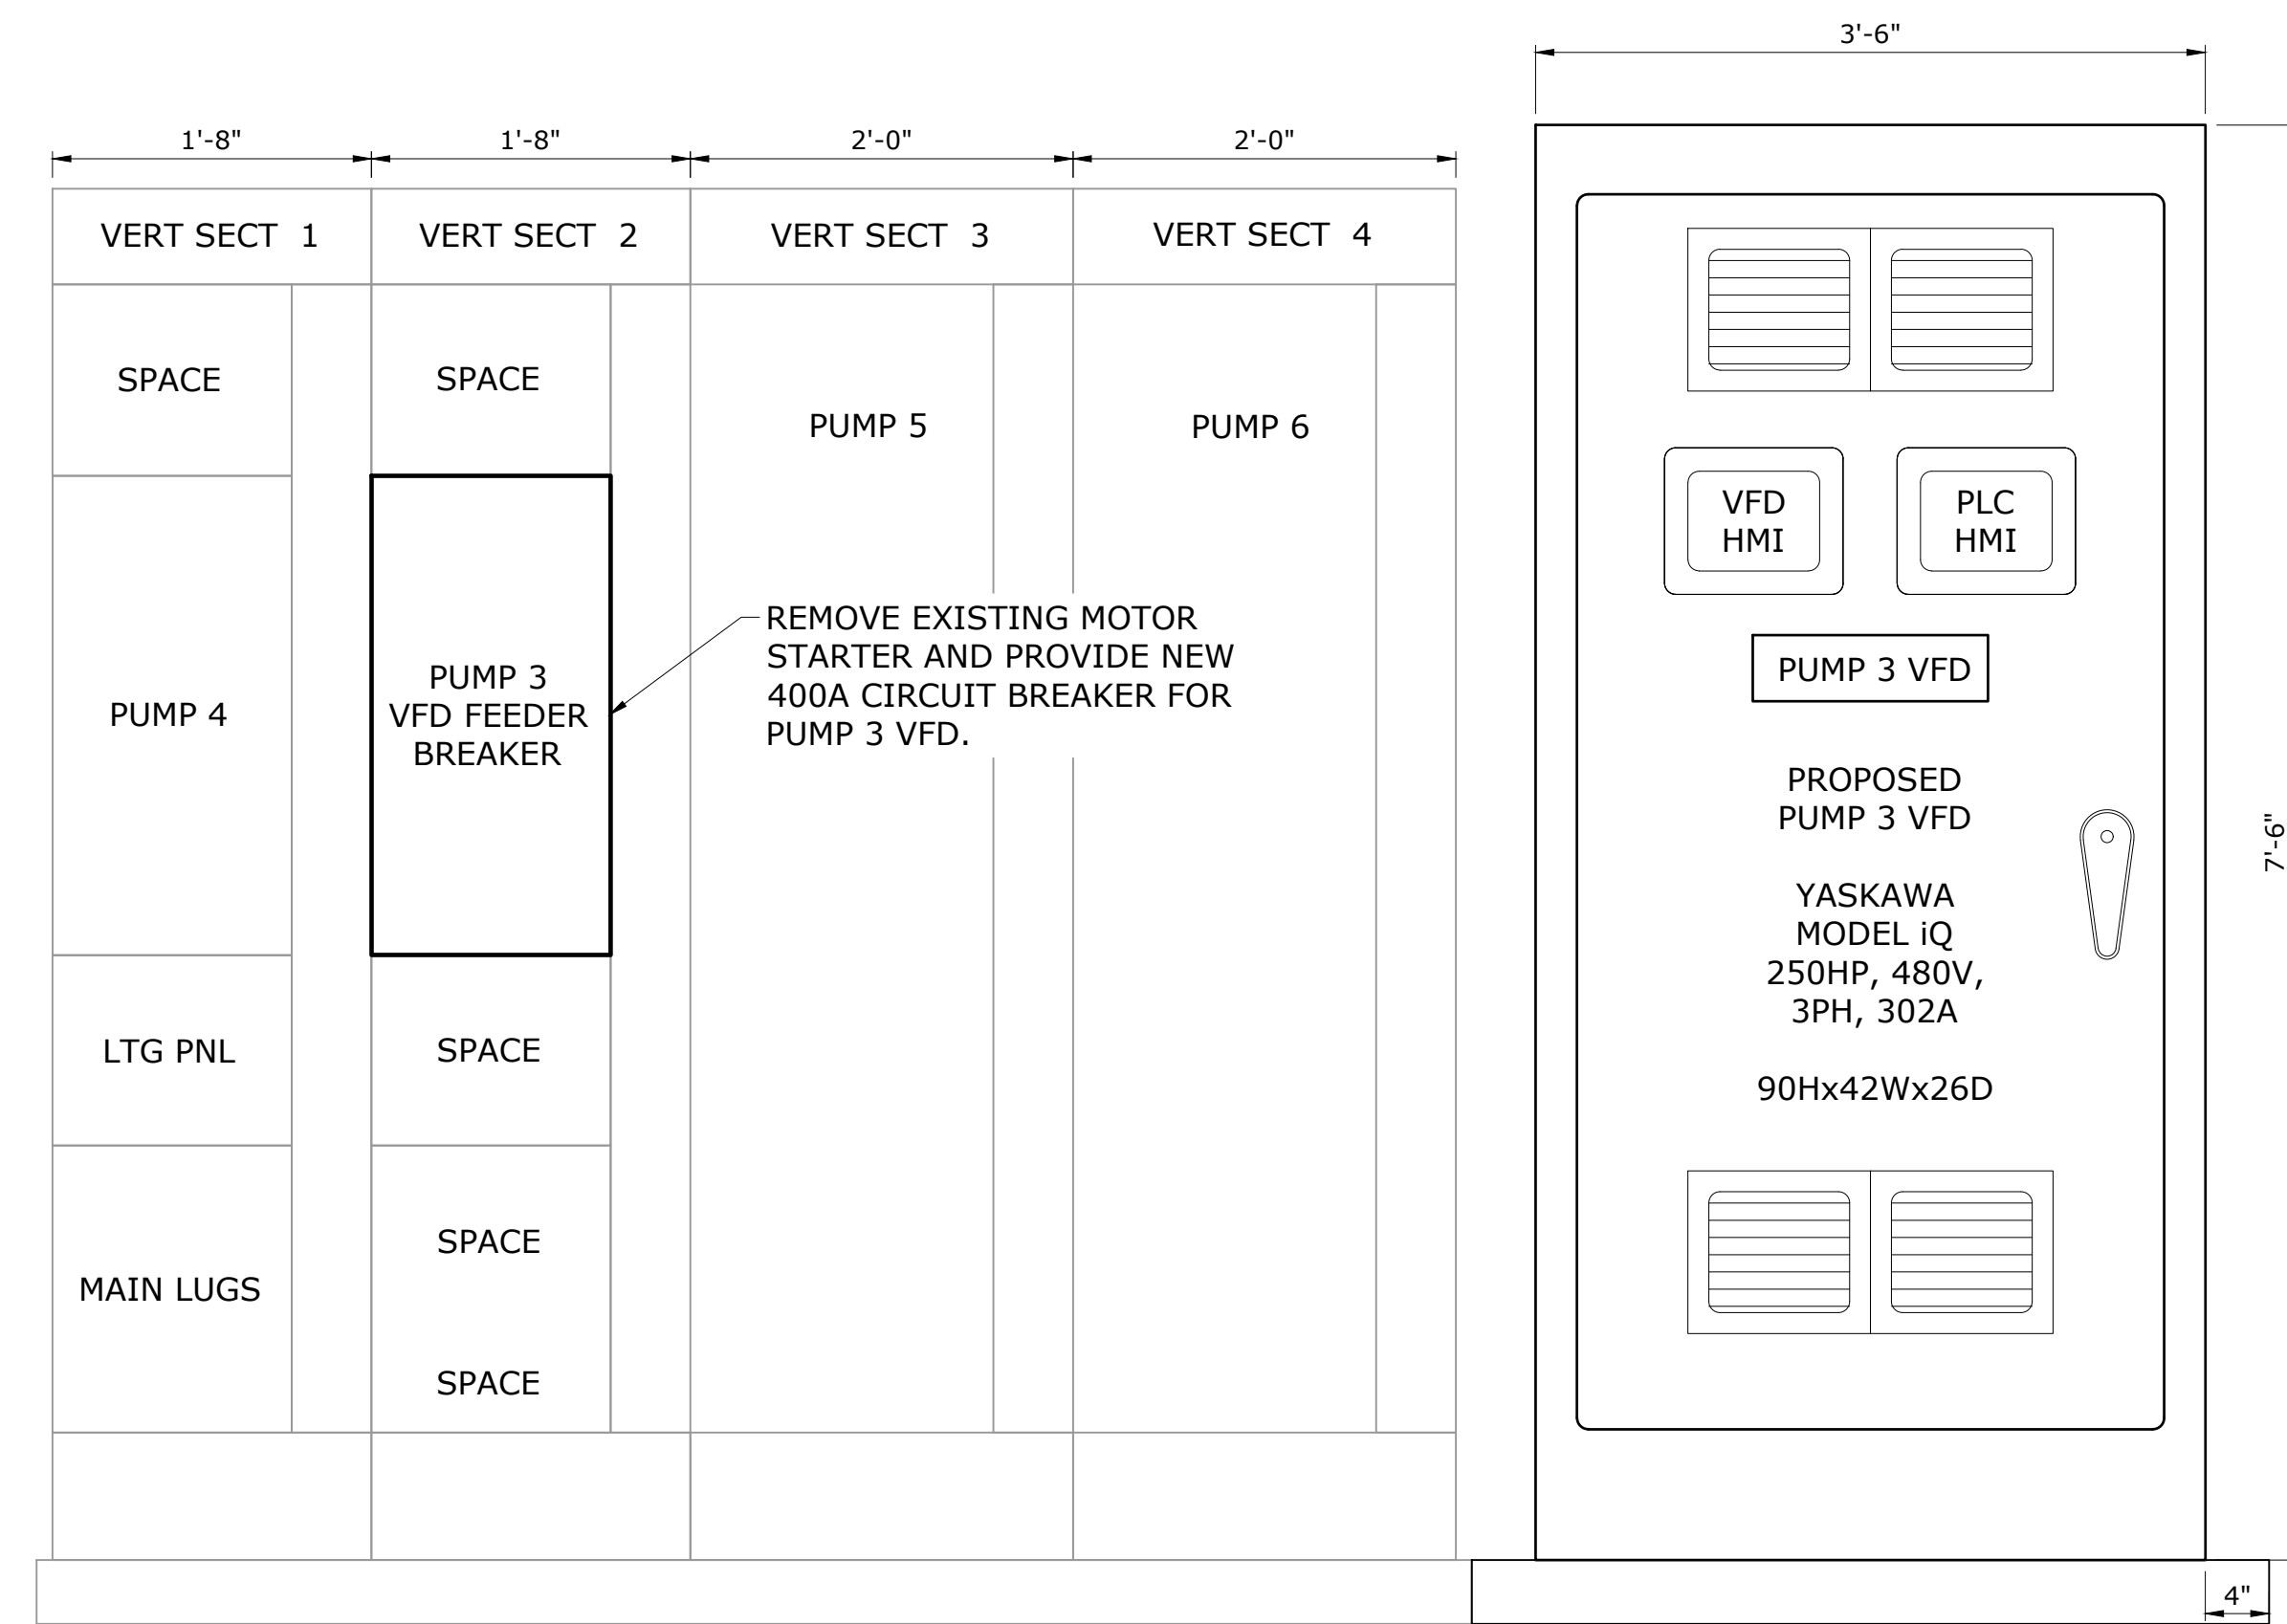 3'-6"
1'-8"
1'-8"
2'-0"
2'-0"
VERT SECT 1
VERT SECT 2
VERT SECT 3
VERT SECT 4
SPACE
SPACE
PUMP 5
PUMP 6
PUMP 4
PUMP 3
VFD FEEDER
BREAKER
REMOVE EXISTING MOTOR
STARTER AND PROVIDE NEW
400A CIRCUIT BREAKER FOR
PUMP 3 VFD.
LTG PNL
SPACE
MAIN LUGS
SPACE
SPACE
VFD
HMI
PLC
HMI
PUMP 3 VFD
PROPOSED
PUMP 3 VFD
YASKAWA
MODEL iQ
250HP, 480V,
3PH, 302A
90Hx42Wx26D
7'-6"
4"